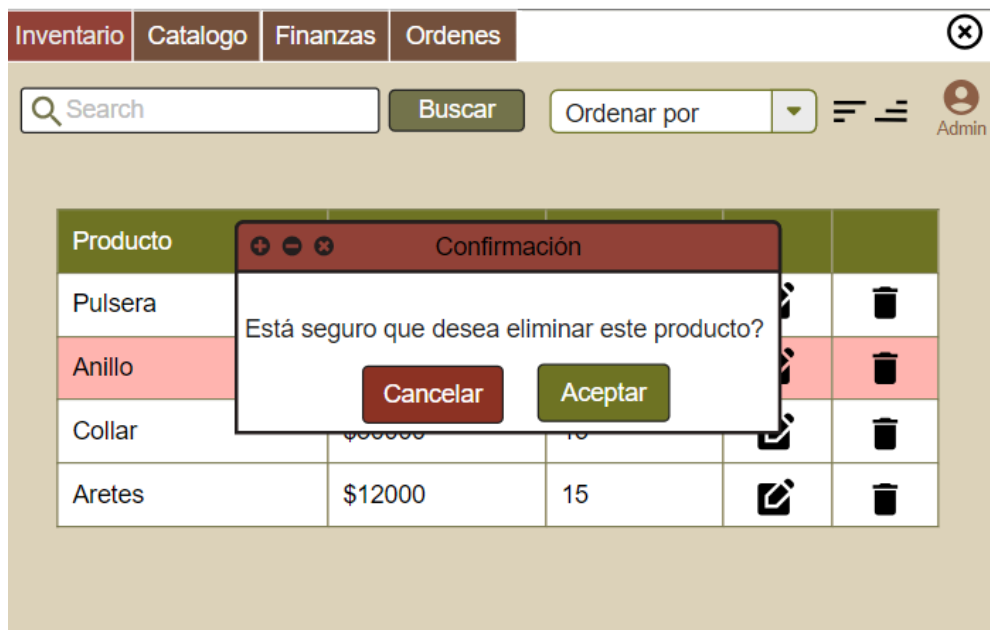 Inventario Catalogo Finanzas Ordenes
Search Buscar Ordenar por
Admin
Producto
Confirmación
Pulsera
Está seguro que desea eliminar este producto?
Anillo
Cancelar Aceptar
Collar
Aretes $12000 15